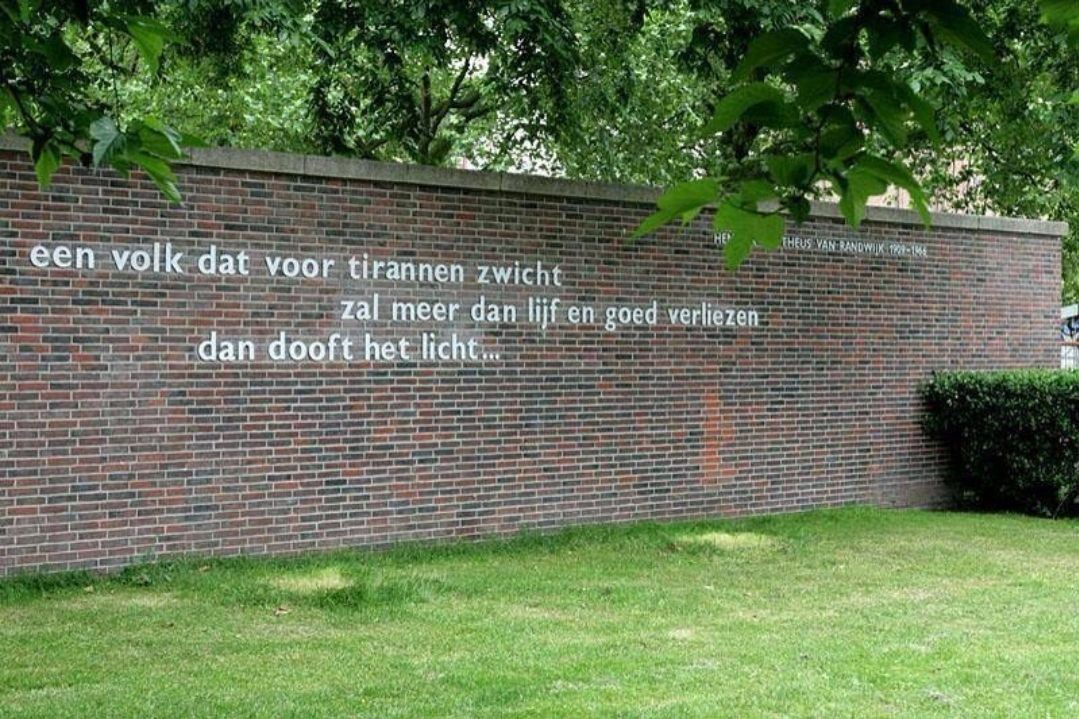 een volk dat voor tirannen zwicht
zal meer dan lijf en goed verliezen
dan dooft het licht...
VAN RANDWIJK 1909-1966